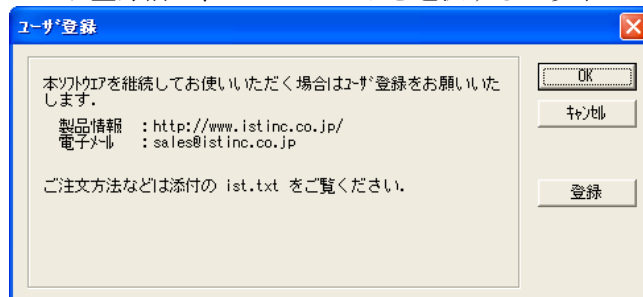 ユーザ登録
本ソフトウエアを継続してお使いいただく場合はユーザ登録をお願いいた
します.
製品情報 :http://www.istinc.co.jp/
電子メール :sales@istinc.co.jp
ご注文方法などは添付の ist.txt をご覧ください.
OK
キャンセル
登録